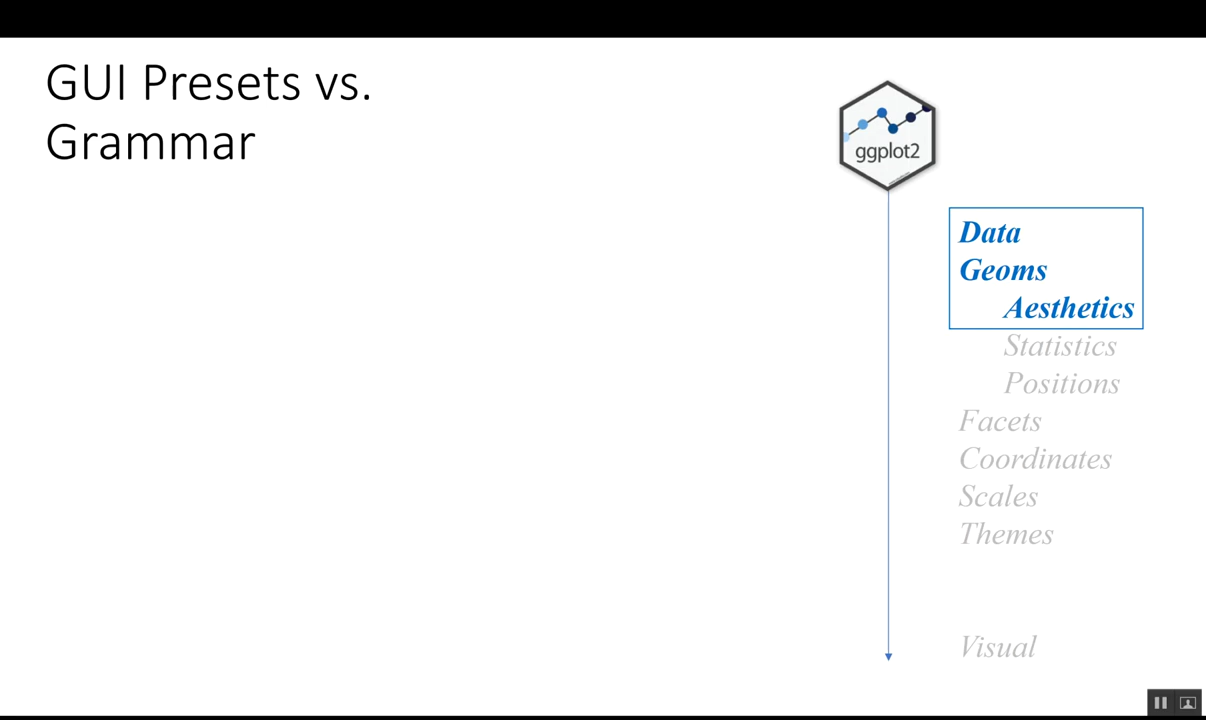 GUI Presets vs.
Grammar
ggplot2
Data
Geoms
Aesthetics
Statistics
Positions
Facets
Coordinates
Scales
Themes
Visual